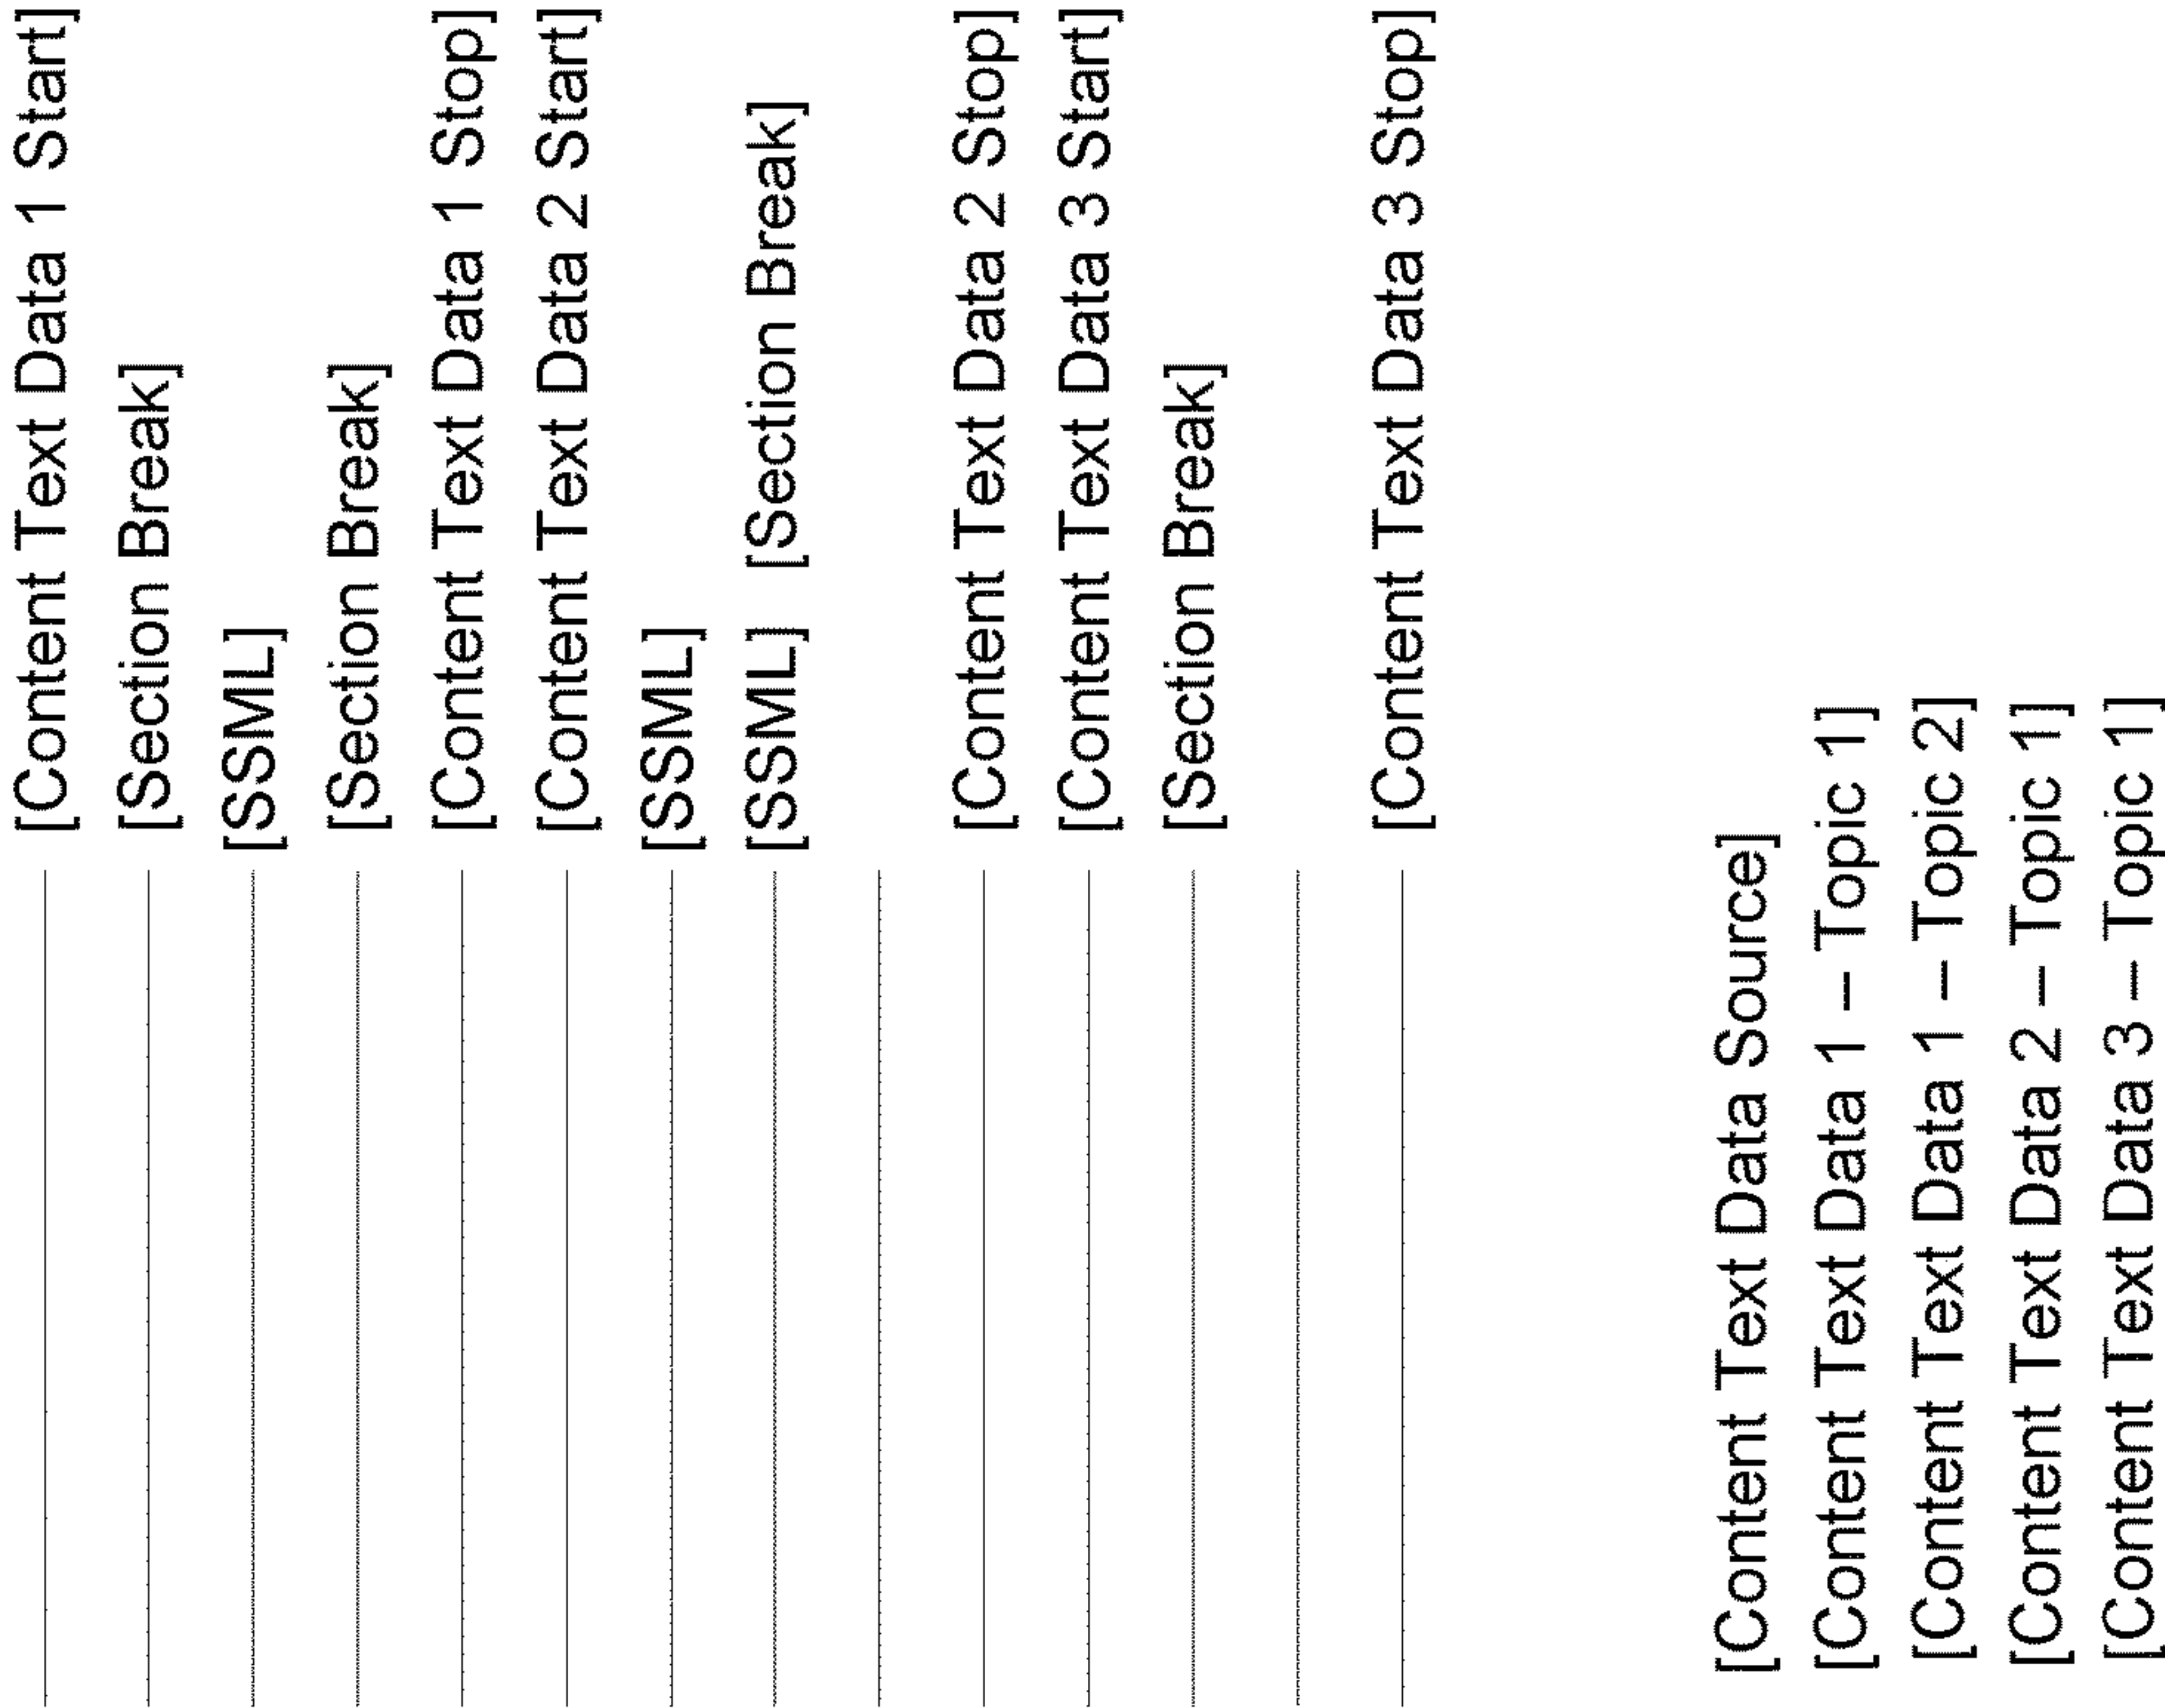 [Content Text Data 1 Start]
[Section Break]
[SSML]
[Section Break]
[Content Text Data 1 Stop]
[Content Text Data 2 Start]
[SSML]
[SSML] [Section Break]
[Content Text Data 2 Stop]
[Content Text Data 3 Start]
[Section Break]
[Content Text Data 3 Stop]
[Content Text Data Source]
[Content Text Data 1 – Topic 1]
[Content Text Data 1 – Topic 2]
[Content Text Data 2 – Topic 1]
[Content Text Data 3 – Topic 1]